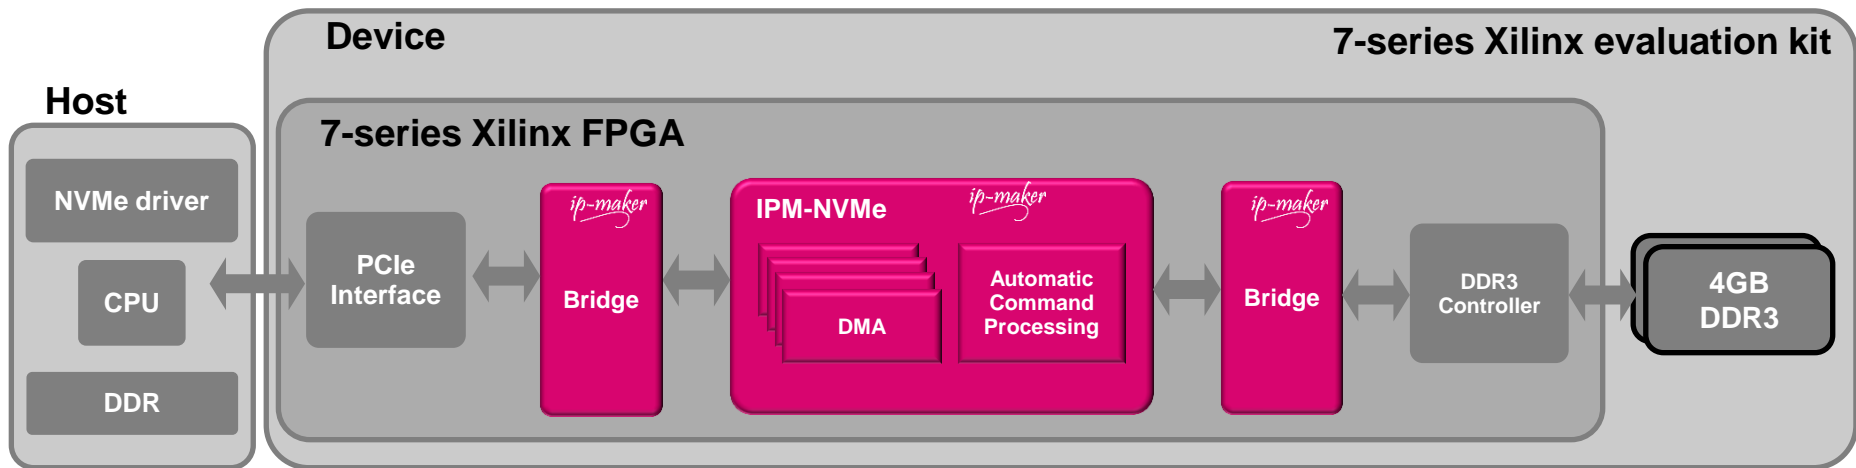 Device
7-series Xilinx evaluation kit
Host
7-series Xilinx FPGA
NVMe driver
CPU
DDR
PCIe
Interface
ip-maker
Bridge
IPM-NVMe
ip-maker
DMA
Automatic
Command
Processing
ip-maker
Bridge
DDR3
Controller
4GB
DDR3